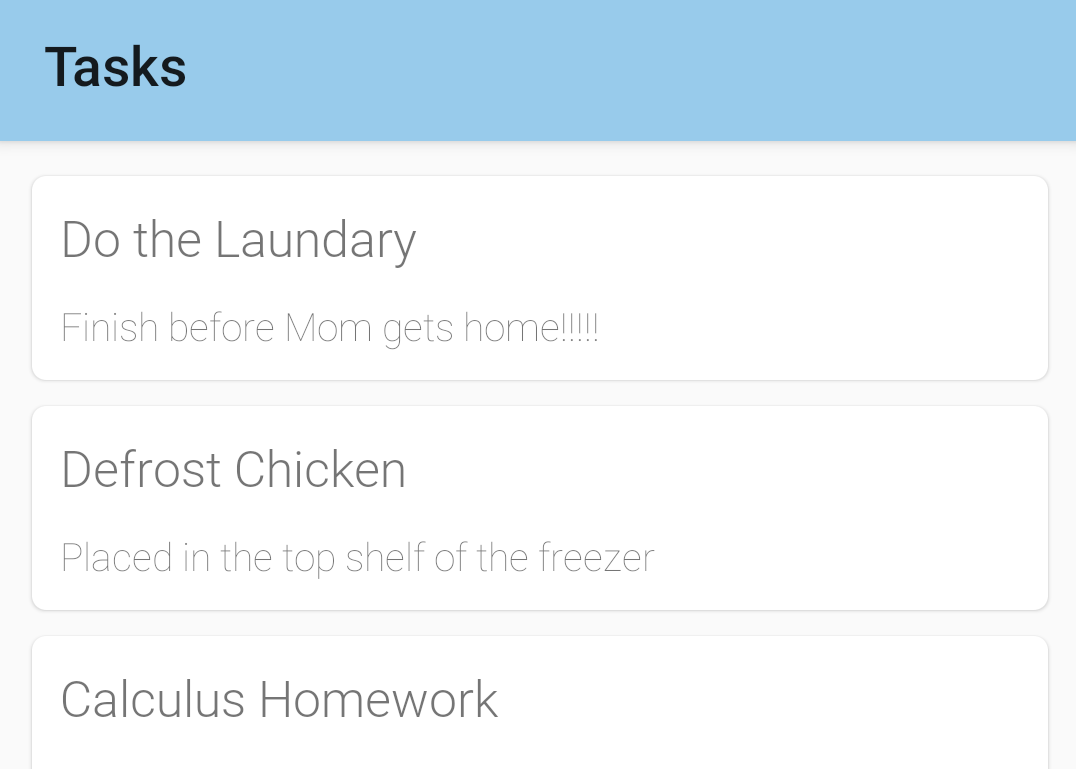 Tasks
Do the Laundary
Finish before Mom gets home!!!!!
Defrost Chicken
Placed in the top shelf of the freezer
Calculus Homework